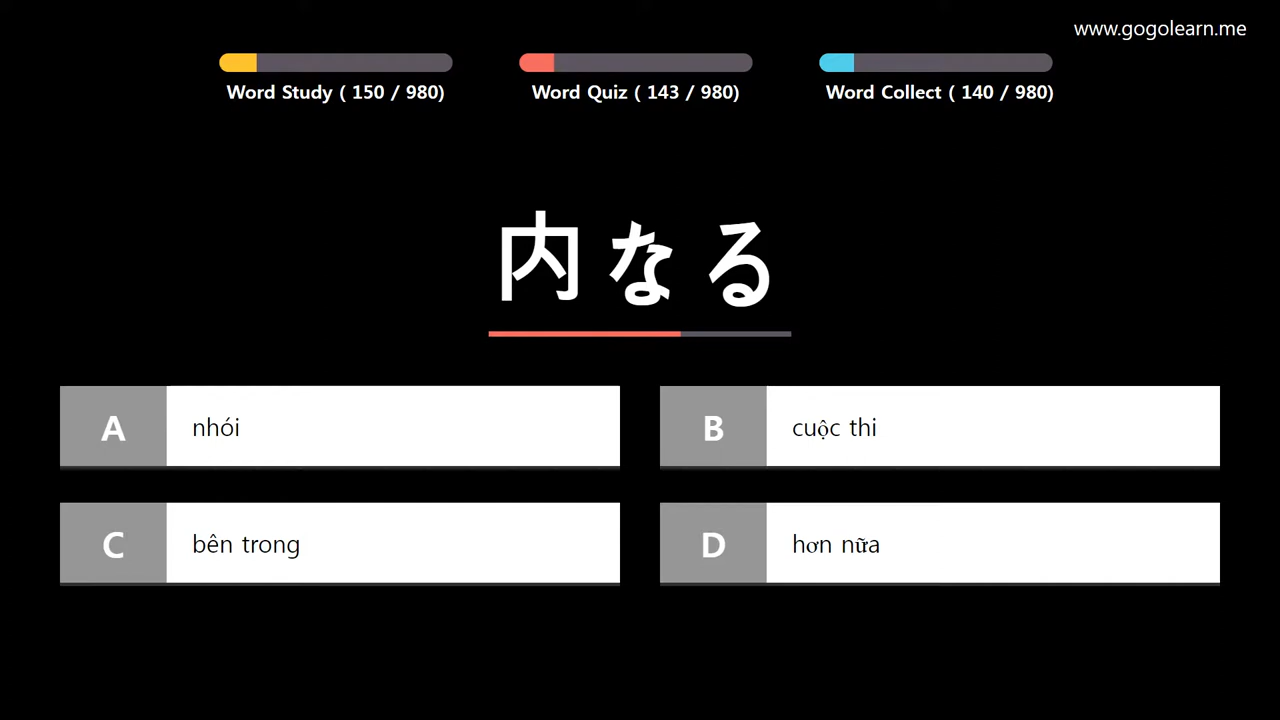 www.gogolearn.me
Word Study ( 150 / 980)
Word Quiz ( 143 / 980)
Word Collect ( 140 / 980)
内なる
A nhói
B cuộc thi
C bên trong
D hơn nữa